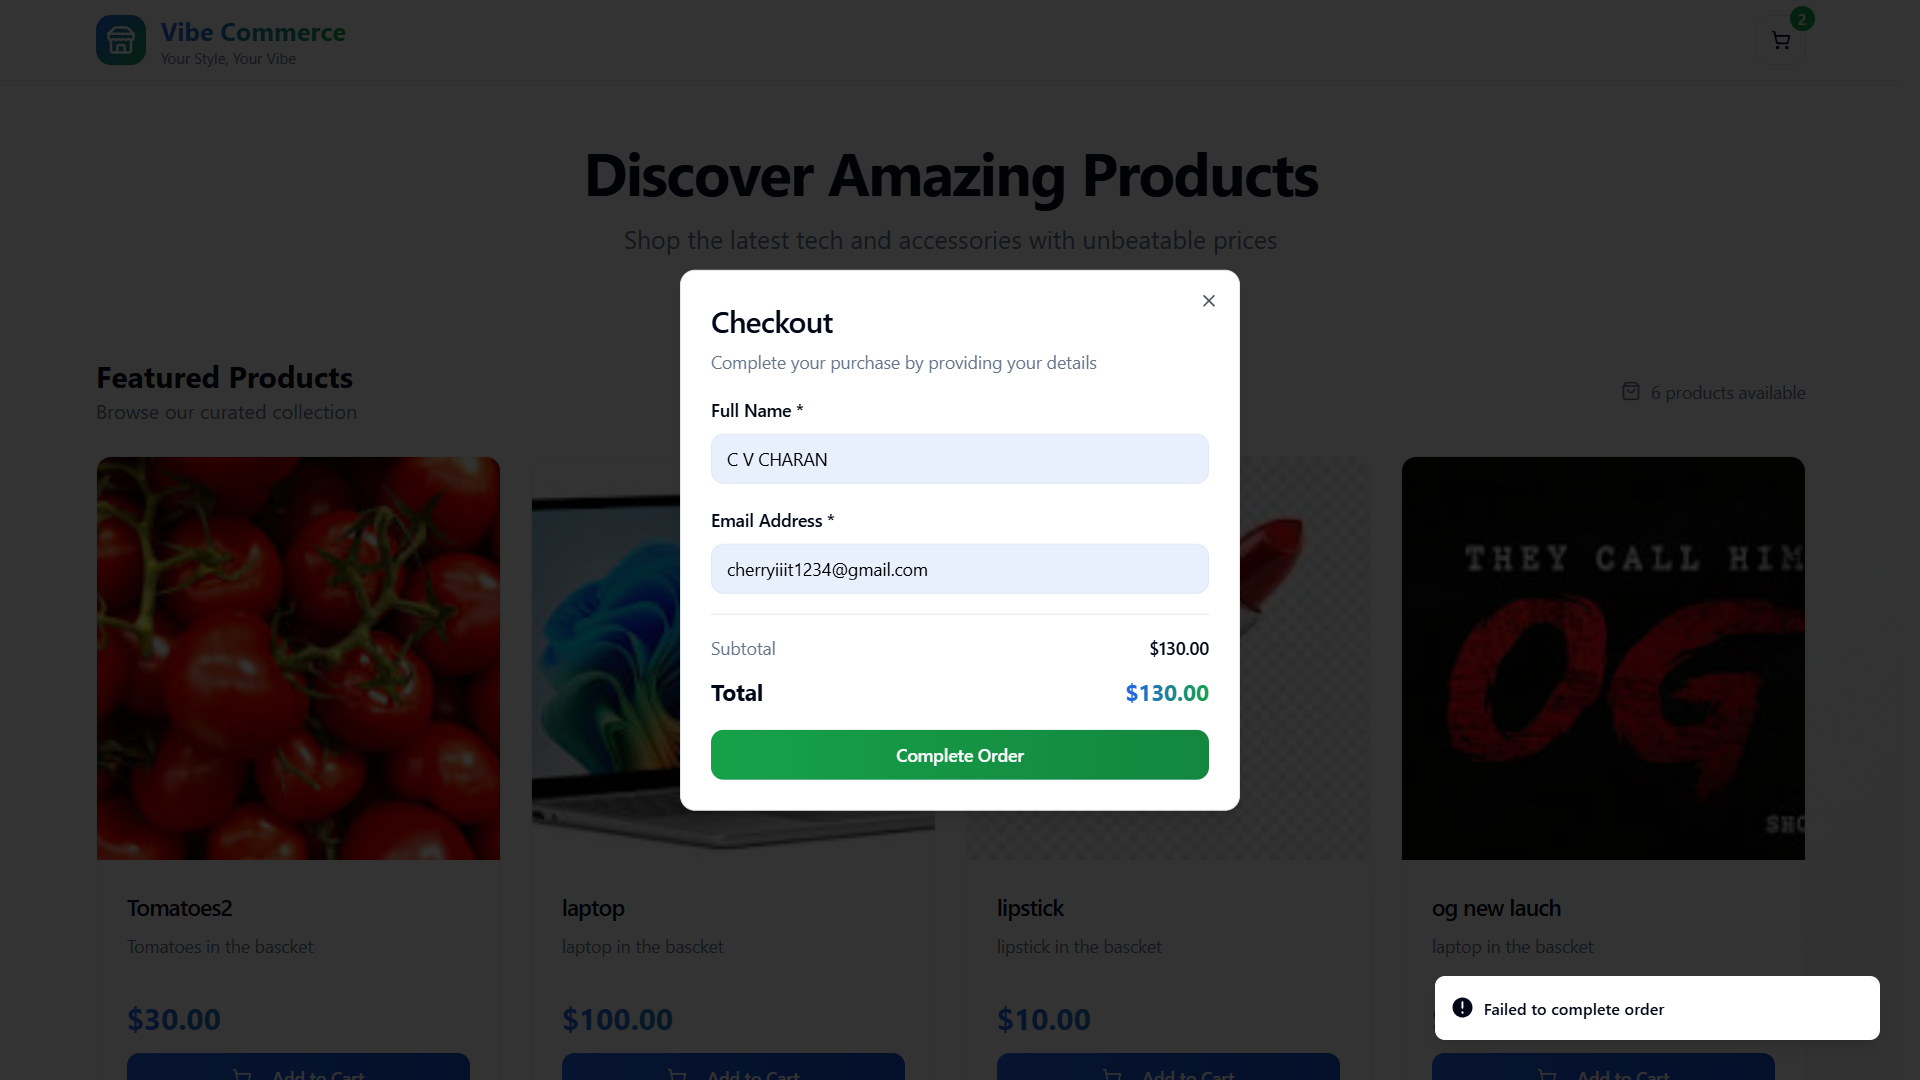 Vibe Commerce
Your Style, Your Vibe
2
Discover Amazing Products
Shop the latest tech and accessories with unbeatable prices
Featured Products
Browse our curated collection
6 products available
Checkout
Complete your purchase by providing your details
Full Name *
C V CHARAN
Email Address *
cherryiiit1234@gmail.com
Subtotal
$130.00
Total
$130.00
Complete Order
THEY CALL HIM
OG
Tomatoes2
Tomatoes in the bascket
$30.00
Add to Cart
laptop
laptop in the bascket
$100.00
Add to Cart
lipstick
lipstick in the bascket
$10.00
Add to Cart
og new lauch
laptop in the bascket
Add to Cart
Failed to complete order